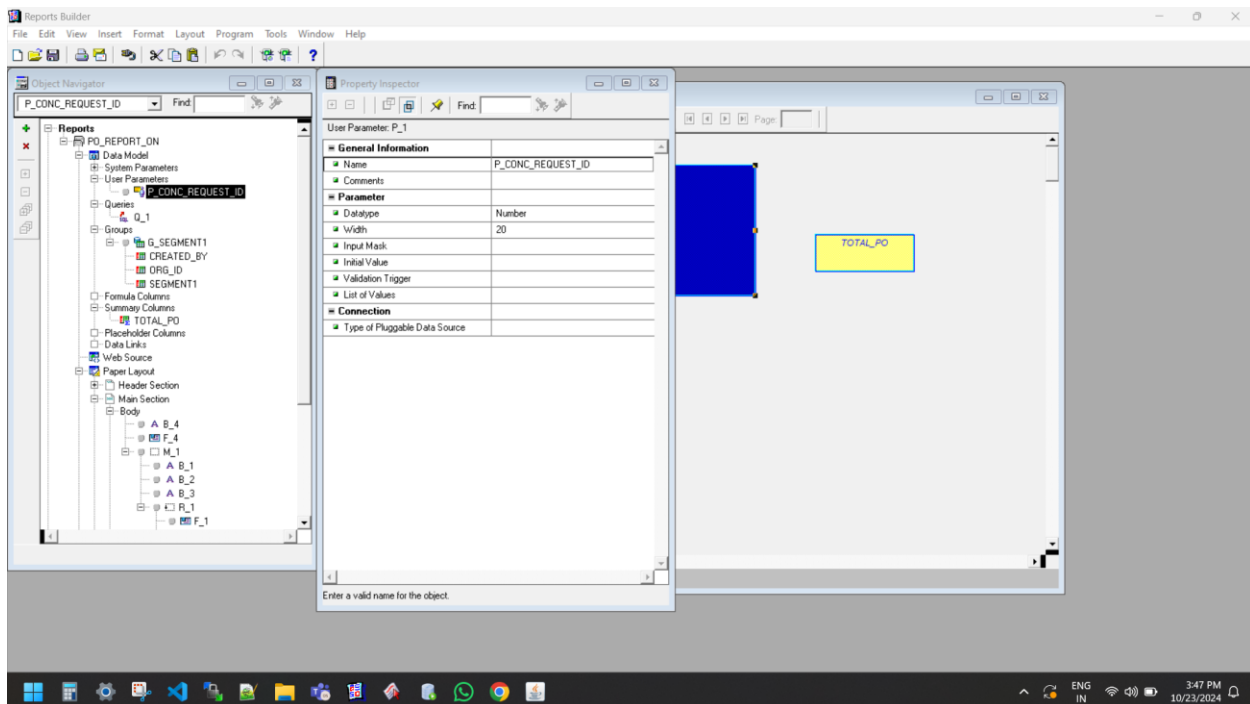 Reports Builder
File Edit View Insert Format Layout Program Tools Window Help
Object Navigator
P_CONC_REQUEST_ID Find:
Reports
PO_REPORT_ON
Data Model
System Parameters
User Parameters
P_CONC_REQUEST_ID
Queries
Q_1
Groups
G_SEGMENT1
CREATED_BY
ORG_ID
SEGMENT1
Formula Columns
Summary Columns
TOTAL_PO
Placeholder Columns
Data Links
Web Source
Paper Layout
Header Section
Main Section
Body
A B_4
F_4
M_1
A B_1
A B_2
A B_3
R_1
F_1
Property Inspector
Find:
User Parameter: P_1
General Information
Name P_CONC_REQUEST_ID
Comments
Parameter
Datatype Number
Width 20
Input Mask
Initial Value
Validation Trigger
List of Values
Connection
Type of Pluggable Data Source
Enter a valid name for the object.
Page:
TOTAL_PO
ENG
IN
3:47 PM
10/23/2024